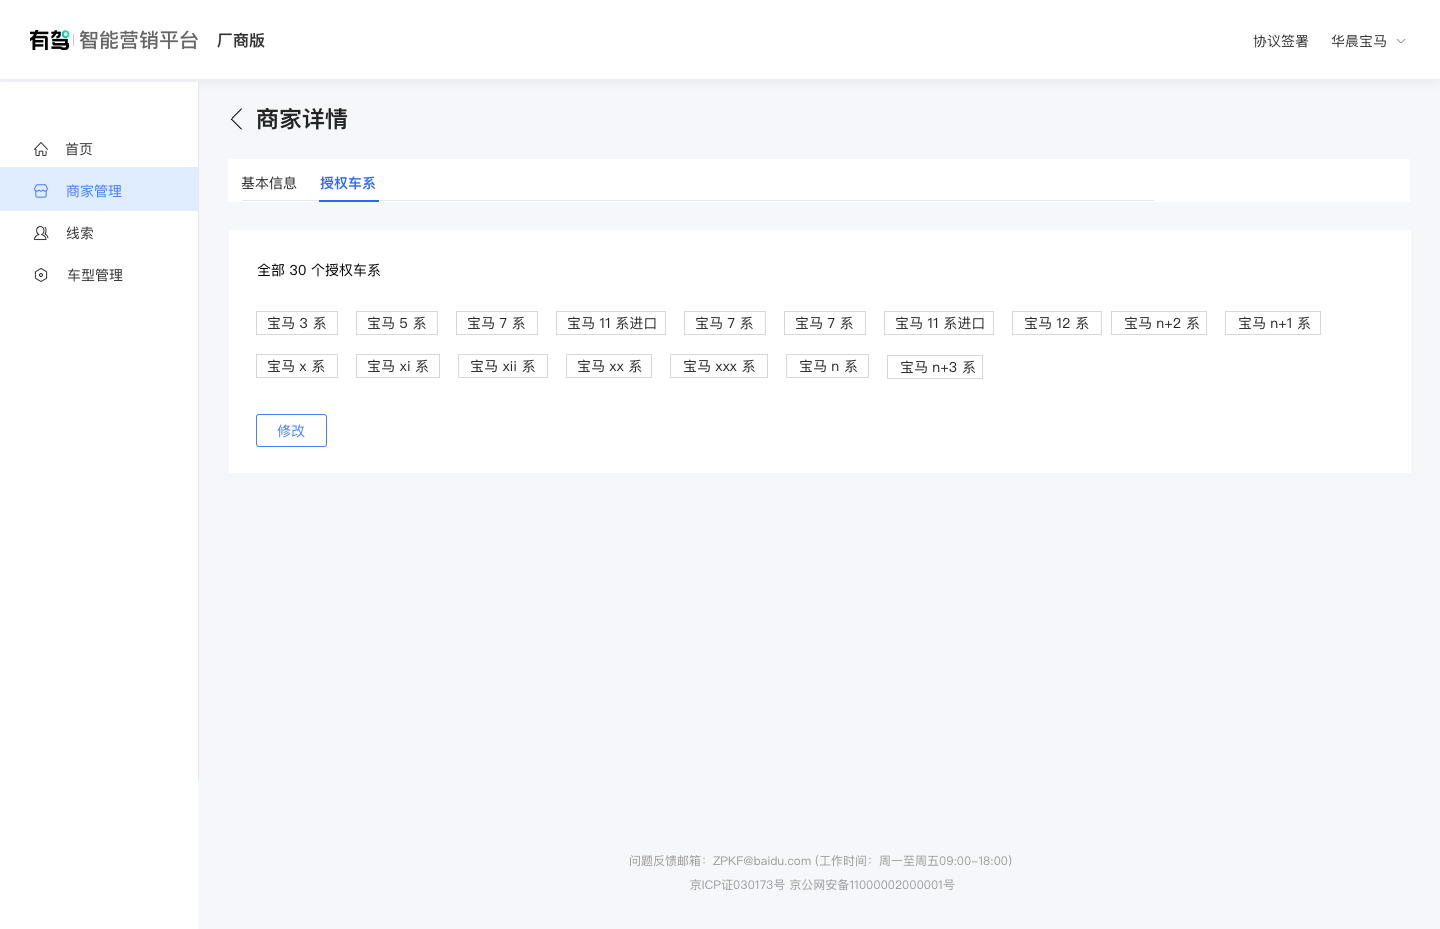 有驾 智能营销平台 厂商版 协议签署 华晨宝马
首页
商家管理
线索
车型管理
商家详情
基本信息 授权车系
全部 30 个授权车系
宝马 3 系 宝马 5 系 宝马 7 系 宝马 11 系进口 宝马 7 系 宝马 7 系 宝马 11 系进口 宝马 12 系 宝马 n+2 系 宝马 n+1 系
宝马 x 系 宝马 xi 系 宝马 xii 系 宝马 xx 系 宝马 xxx 系 宝马 n 系 宝马 n+3 系
修改
问题反馈邮箱：ZPKF@baidu.com (工作时间：周一至周五09:00-18:00)
京ICP证030173号 京公网安备11000002000001号